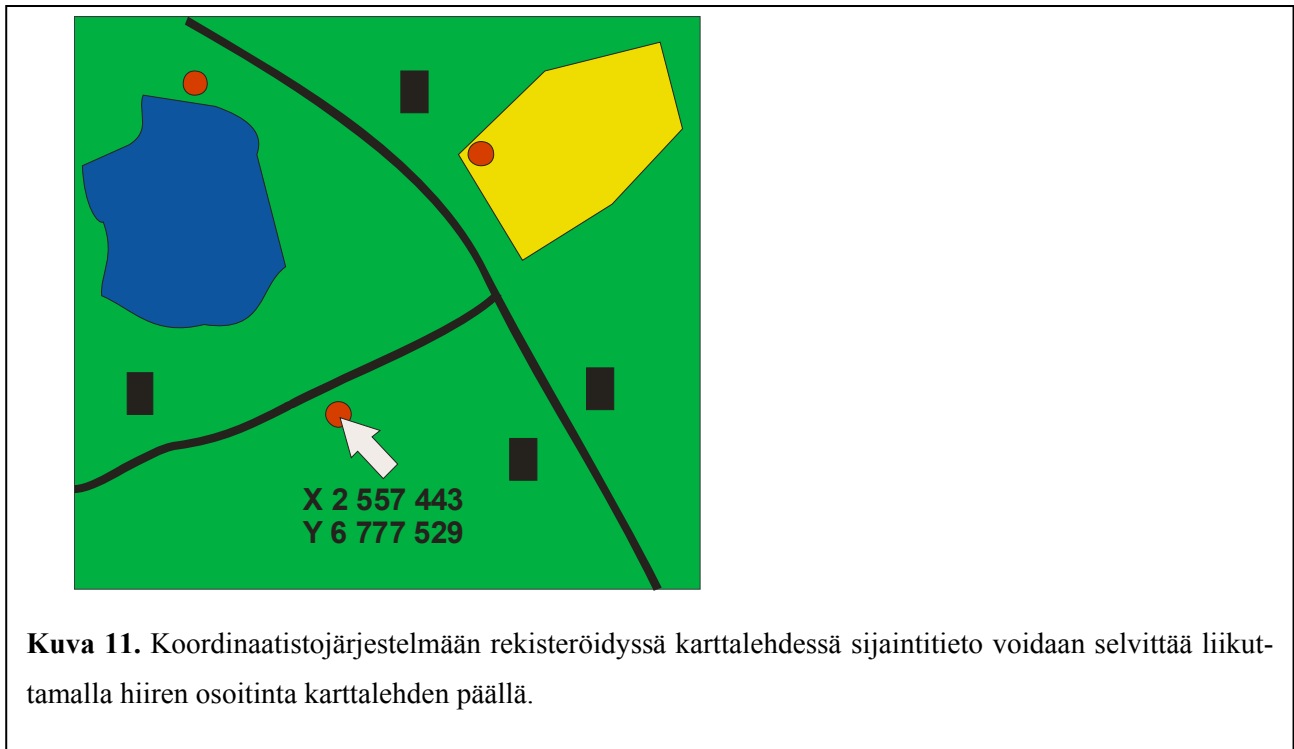 X 2 557 443
Y 6 777 529
Kuva 11. Koordinaatistojärjestelmään rekisteröidyssä karttalehdessä sijaintitieto voidaan selvittää liikut-
tamalla hiiren osoitinta karttalehden päällä.